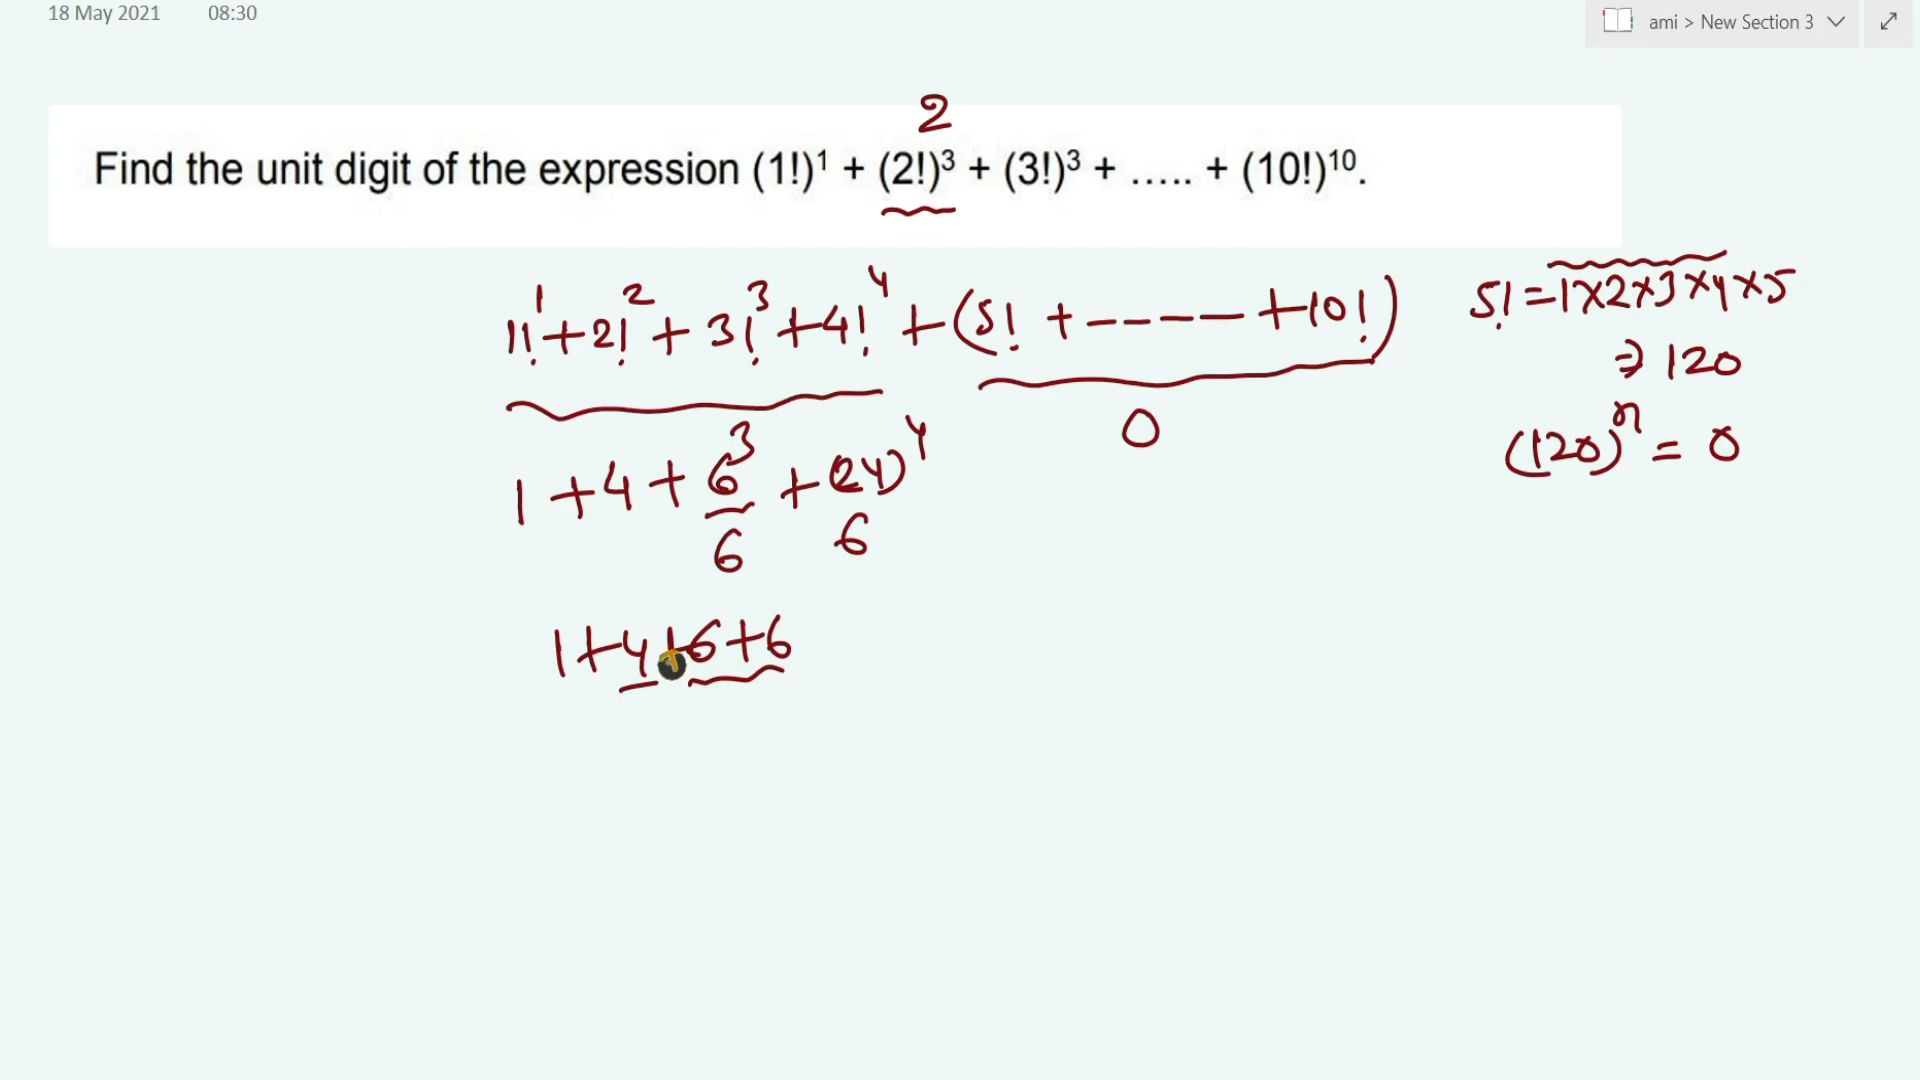 18 May 2021 08:30
ami > New Section 3
2
Find the unit digit of the expression (1!)¹ + (2!)³ + (3!)³ + ..... + (10!)¹⁰.
1!¹ + 2!² + 3!³ + 4!⁴ + (5! + ----- + 10!)
5! = 1×2×3×4×5
⇒ 120
0
(120)ⁿ = 0
1 + 4 + 6³ + (24)⁴
6 6
1 + 4 + 6 + 6